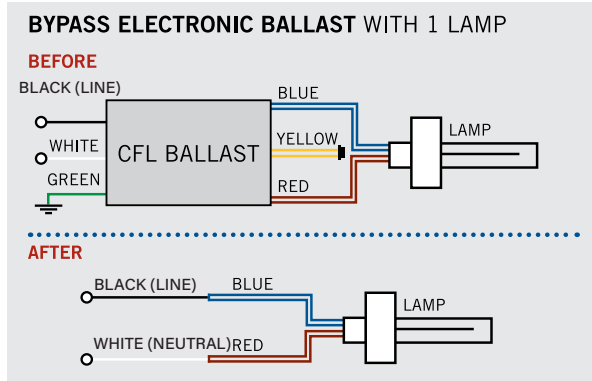 BYPASS ELECTRONIC BALLAST WITH 1 LAMP
BEFORE
BLACK (LINE)
BLUE
WHITE
CFL BALLAST
YELLOW
LAMP
GREEN
RED
AFTER
BLACK (LINE)
BLUE
LAMP
WHITE (NEUTRAL)
RED